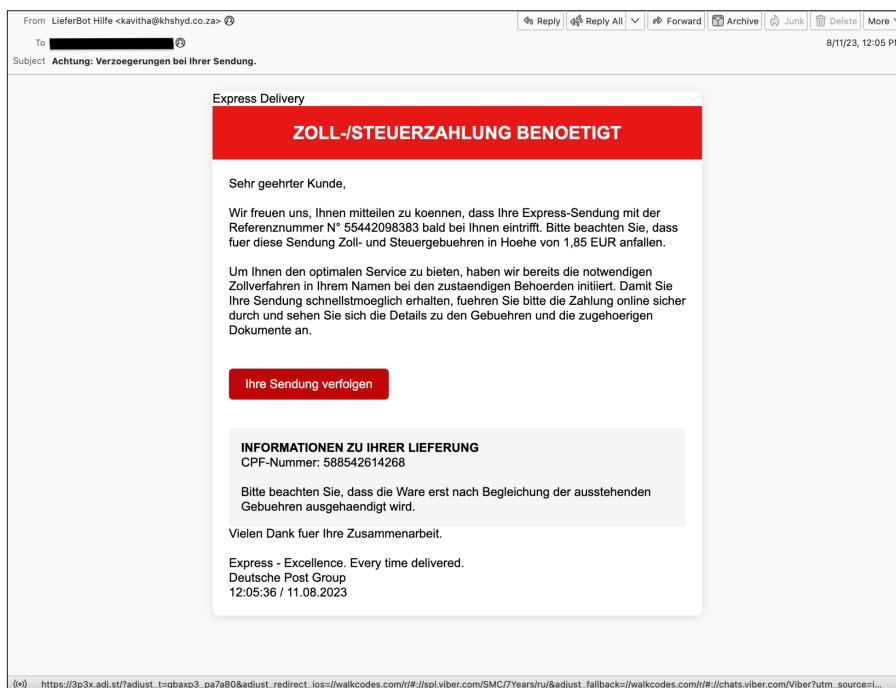 From LieferBot Hilfe <kavitha@khshyd.co.za>
Reply Reply All Forward Archive Junk Delete More
To
8/11/23, 12:05 PM
Subject Achtung: Verzoegerungen bei Ihrer Sendung.
Express Delivery
ZOLL-/STEUERZAHLUNG BENOETIGT
Sehr geehrter Kunde,
Wir freuen uns, Ihnen mitteilen zu koennen, dass Ihre Express-Sendung mit der
Referenznummer N° 55442098383 bald bei Ihnen eintrifft. Bitte beachten Sie, dass
fuer diese Sendung Zoll- und Steuergebuehren in Hoehe von 1,85 EUR anfallen.
Um Ihnen den optimalen Service zu bieten, haben wir bereits die notwendigen
Zollverfahren in Ihrem Namen bei den zustaendigen Behoerden initiiert. Damit Sie
Ihre Sendung schnellstmoeglich erhalten, fuehren Sie bitte die Zahlung online sicher
durch und sehen Sie sich die Details zu den Gebuehren und die zugehoerigen
Dokumente an.
Ihre Sendung verfolgen
INFORMATIONEN ZU IHRER LIEFERUNG
CPF-Nummer: 588542614268
Bitte beachten Sie, dass die Ware erst nach Begleichung der ausstehenden
Gebuehren ausgehaendigt wird.
Vielen Dank fuer Ihre Zusammenarbeit.
Express - Excellence. Every time delivered.
Deutsche Post Group
12:05:36 / 11.08.2023
https://3p3x.adj.st/?adjust_t=gbaxp3_pa7a80&adjust_redirect_ios=//walkcodes.com/r/#://spl.viber.com/SMC/7Years/ru/&adjust_fallback=//walkcodes.com/r/#://chats.viber.com/Viber?utm_source=i...